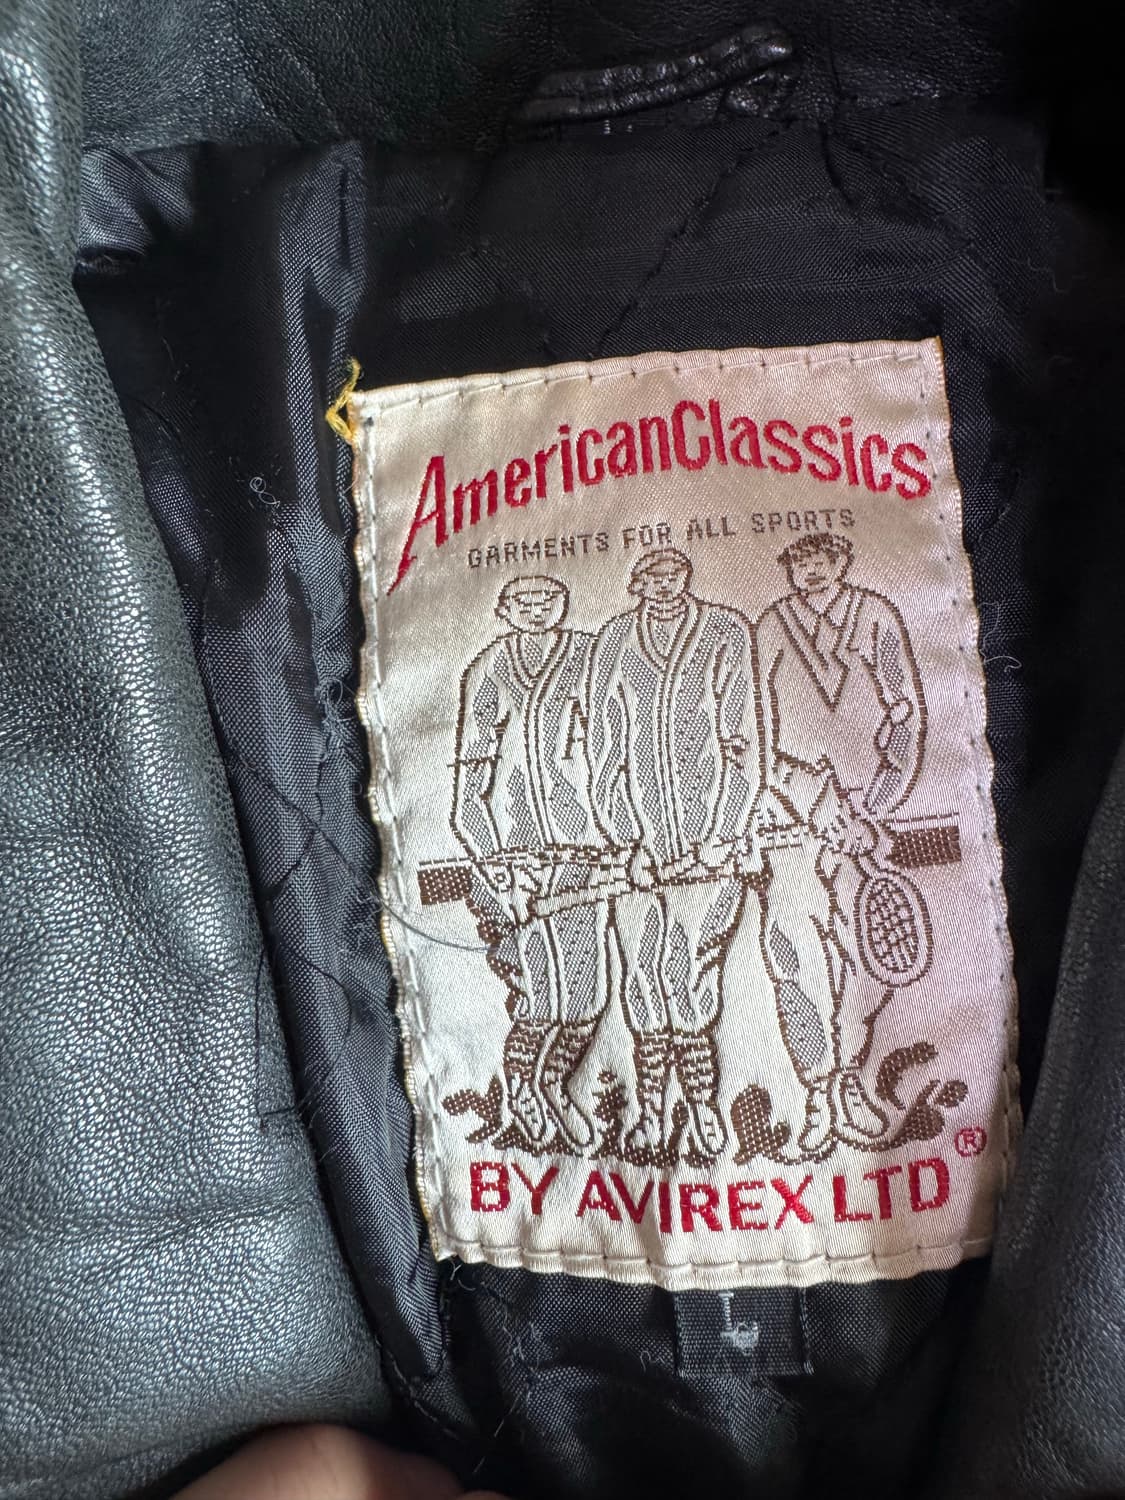 AmericanClassics
GARMENTS FOR ALL SPORTS
A
BY AVIREX LTD®
L